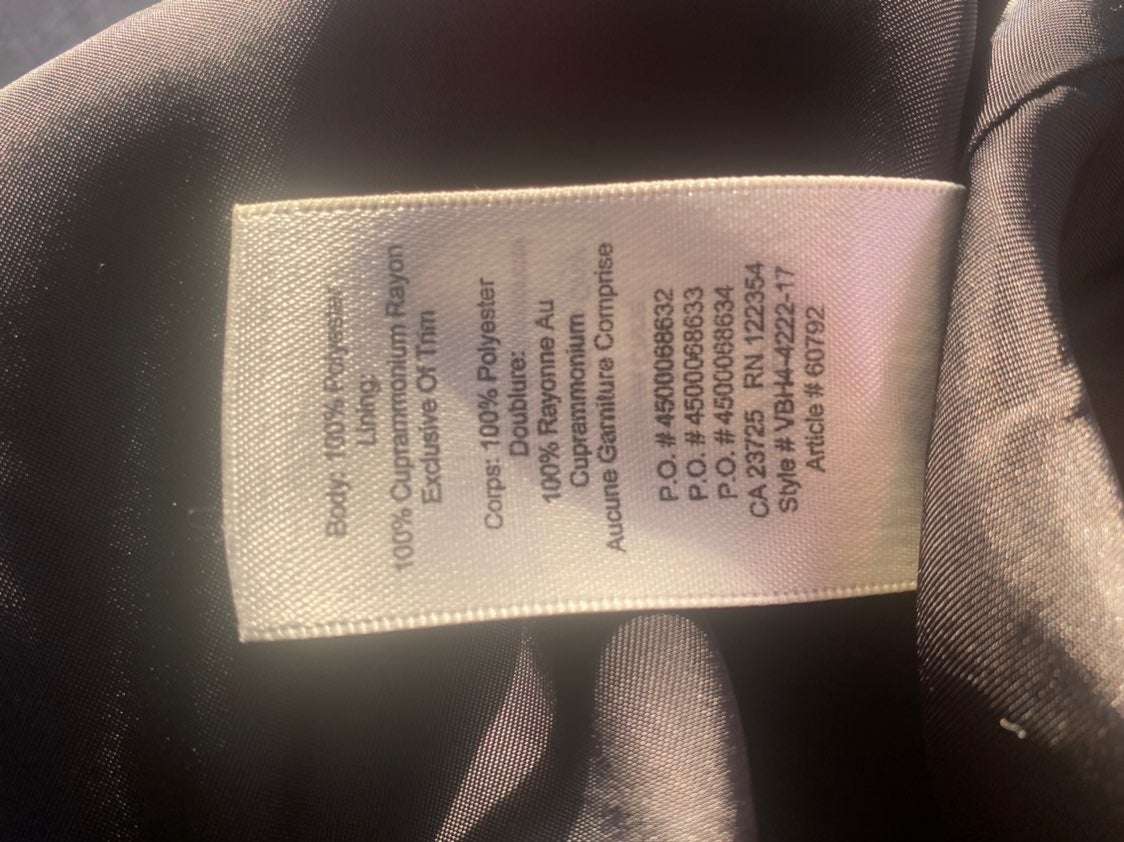 Body: 100% Polyester
Lining:
100% Cuprammonium Rayon
Exclusive Of Trim
Corps: 100% Polyester
Doublure:
100% Rayonne Au
Cuprammonium
Aucune Garniture Comprise
P.O. # 4500068632
P.O. # 4500068633
P.O. # 4500068634
CA 23725 RN 122354
Style # VBH4-4222-17
Article # 60792